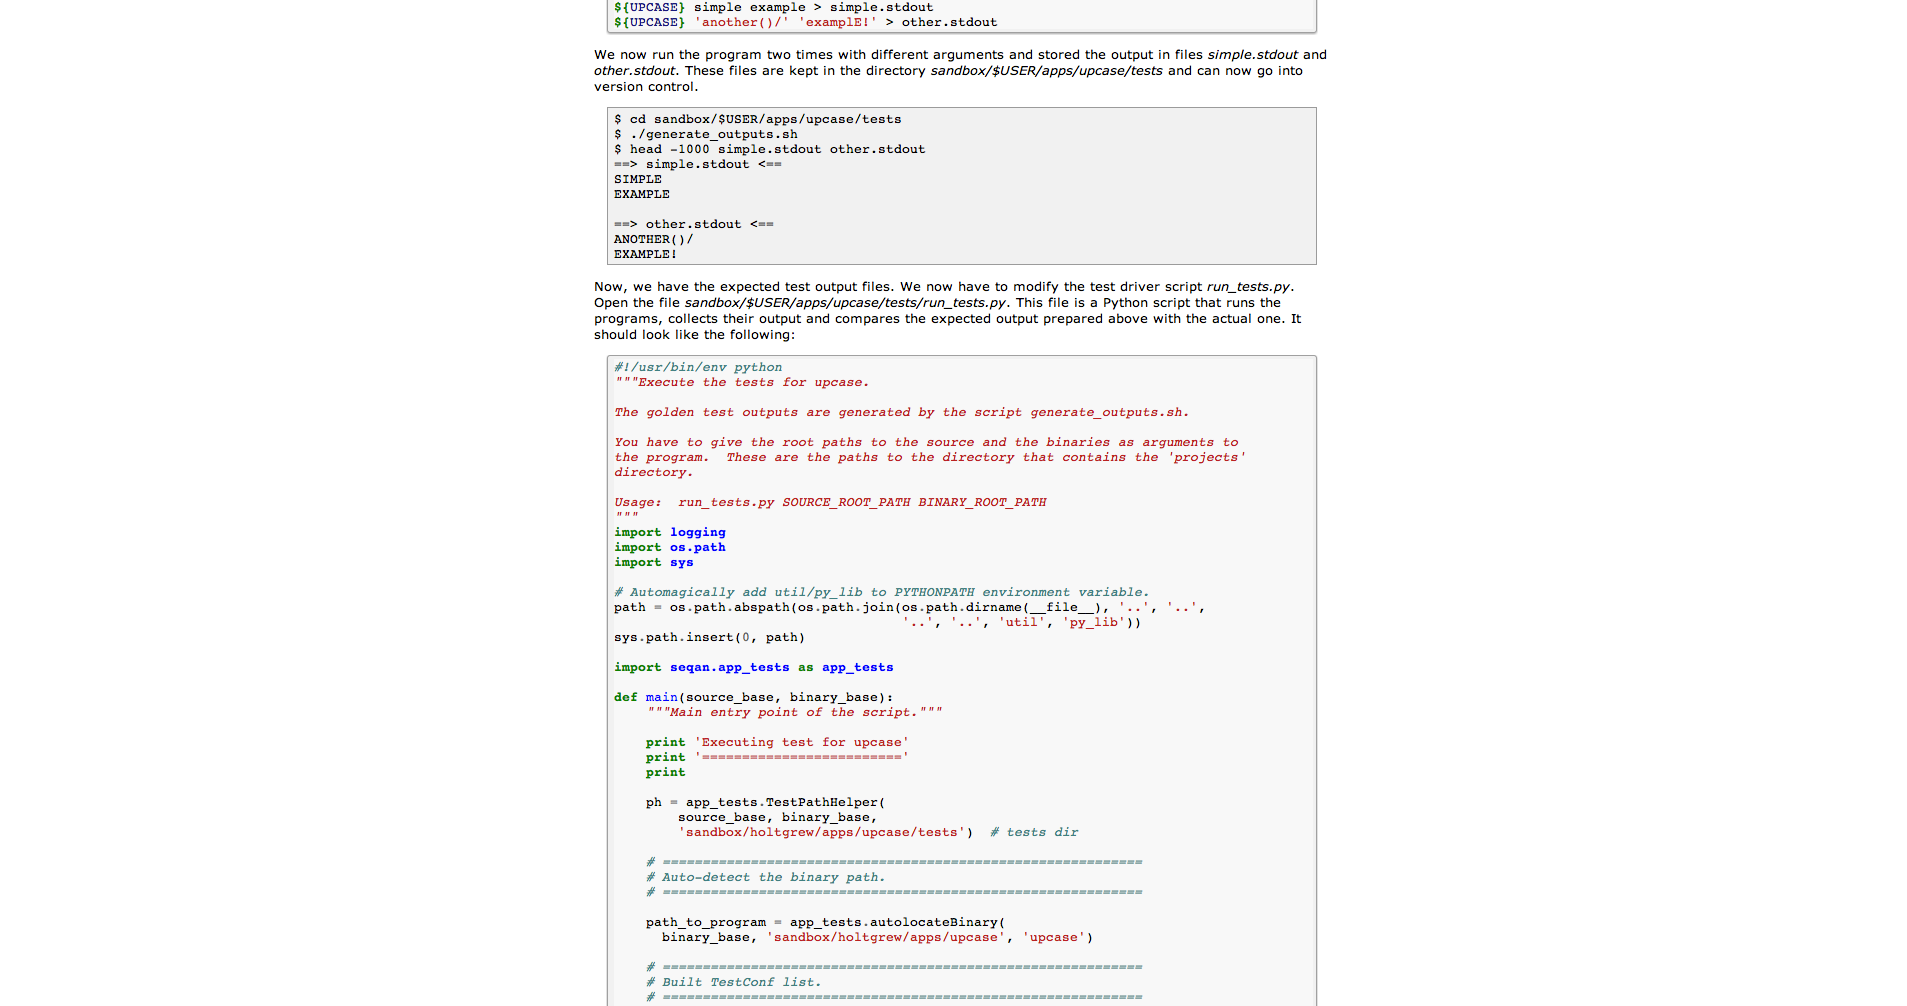 ${UPCASE} simple example > simple.stdout
${UPCASE} 'another()/' 'examplE!' > other.stdout
We now run the program two times with different arguments and stored the output in files simple.stdout and
other.stdout. These files are kept in the directory sandbox/$USER/apps/upcase/tests and can now go into
version control.
$ cd sandbox/$USER/apps/upcase/tests
$ ./generate_outputs.sh
$ head -1000 simple.stdout other.stdout
==> simple.stdout <==
SIMPLE
EXAMPLE

==> other.stdout <==
ANOTHER()/
EXAMPLE!
Now, we have the expected test output files. We now have to modify the test driver script run_tests.py.
Open the file sandbox/$USER/apps/upcase/tests/run_tests.py. This file is a Python script that runs the
programs, collects their output and compares the expected output prepared above with the actual one. It
should look like the following:
#!/usr/bin/env python
"""Execute the tests for upcase.

The golden test outputs are generated by the script generate_outputs.sh.

You have to give the root paths to the source and the binaries as arguments to
the program.  These are the paths to the directory that contains the 'projects'
directory.

Usage:  run_tests.py SOURCE_ROOT_PATH BINARY_ROOT_PATH
"""
import logging
import os.path
import sys

# Automagically add util/py_lib to PYTHONPATH environment variable.
path = os.path.abspath(os.path.join(os.path.dirname(__file__), '..', '..',
                                    '..', '..', 'util', 'py_lib'))
sys.path.insert(0, path)

import seqan.app_tests as app_tests

def main(source_base, binary_base):
    """Main entry point of the script."""

    print 'Executing test for upcase'
    print '========================='
    print

    ph = app_tests.TestPathHelper(
        source_base, binary_base,
        'sandbox/holtgrew/apps/upcase/tests')  # tests dir

    # ============================================================
    # Auto-detect the binary path.
    # ============================================================

    path_to_program = app_tests.autolocateBinary(
      binary_base, 'sandbox/holtgrew/apps/upcase', 'upcase')

    # ============================================================
    # Built TestConf list.
    # ============================================================